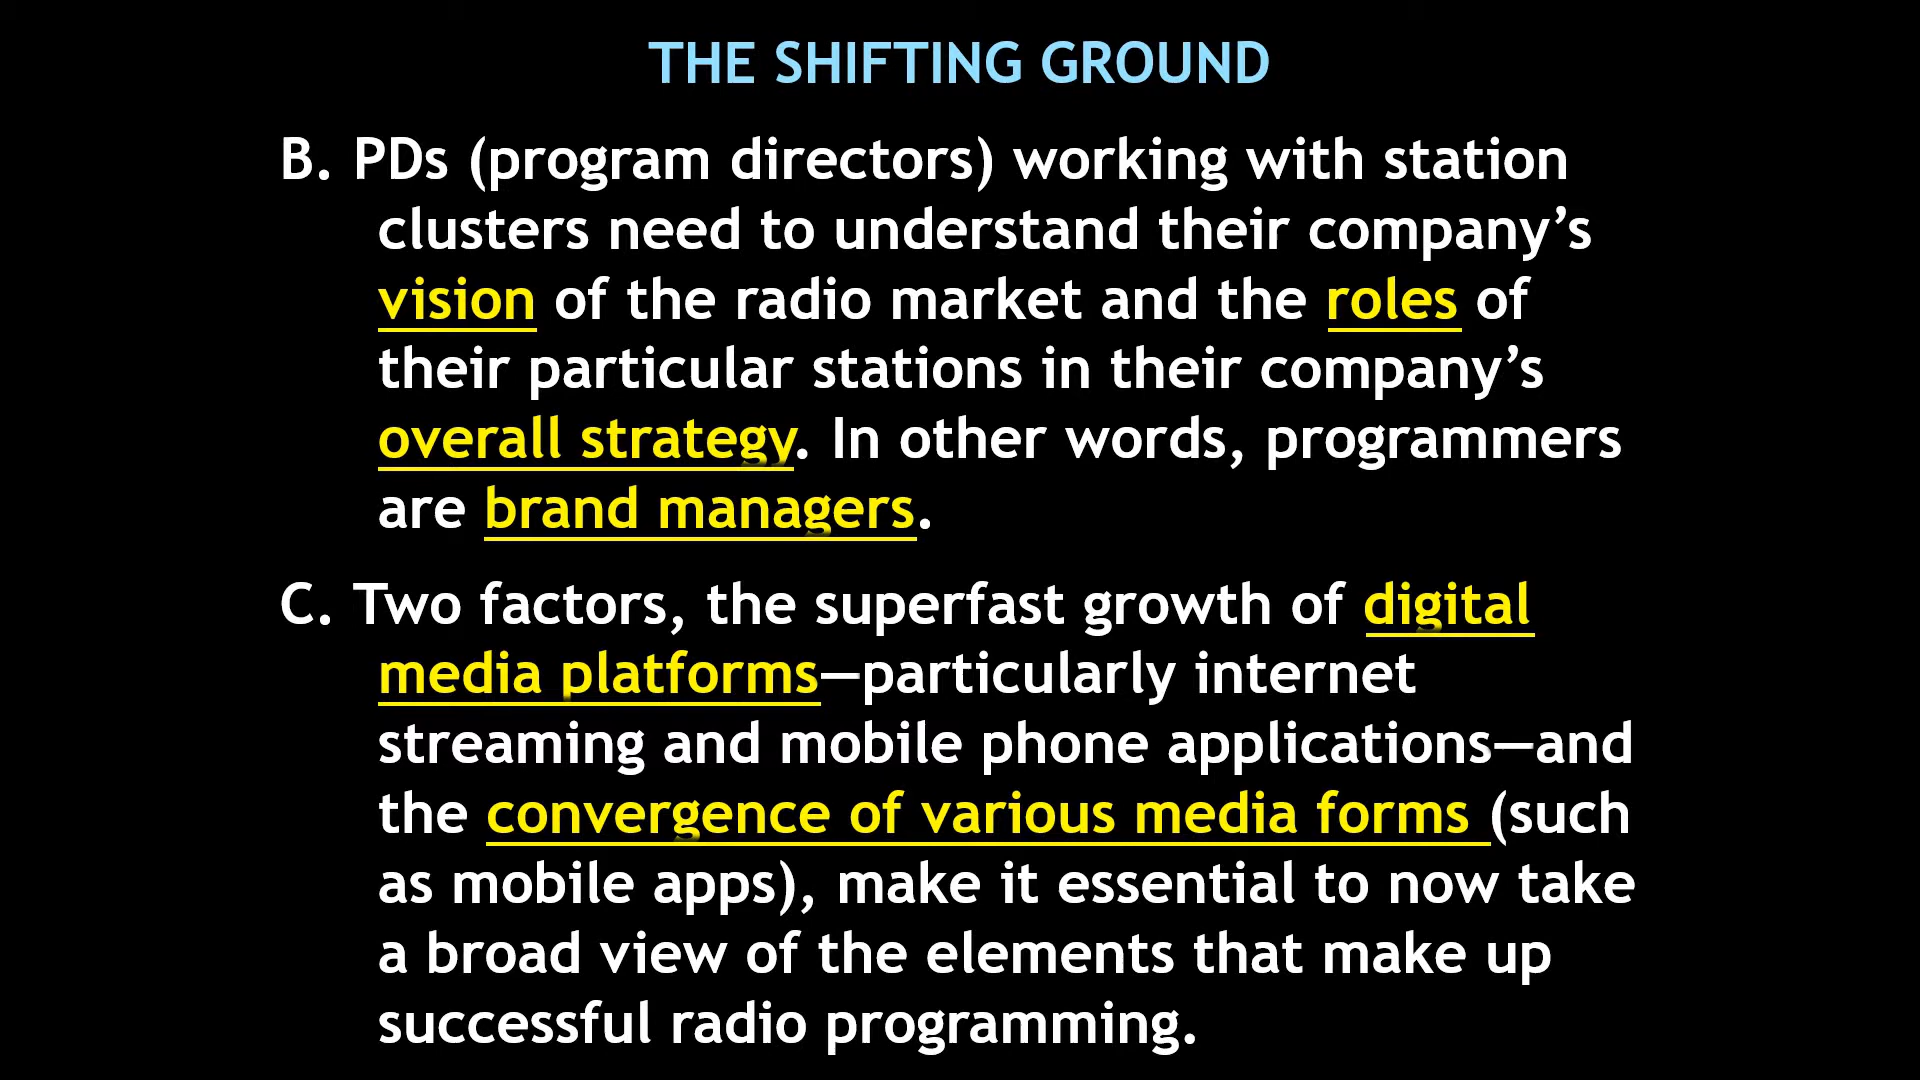 THE SHIFTING GROUND
B. PDs (program directors) working with station
clusters need to understand their company’s
vision of the radio market and the roles of
their particular stations in their company’s
overall strategy. In other words, programmers
are brand managers.
C. Two factors, the superfast growth of digital
media platforms—particularly internet
streaming and mobile phone applications—and
the convergence of various media forms (such
as mobile apps), make it essential to now take
a broad view of the elements that make up
successful radio programming.